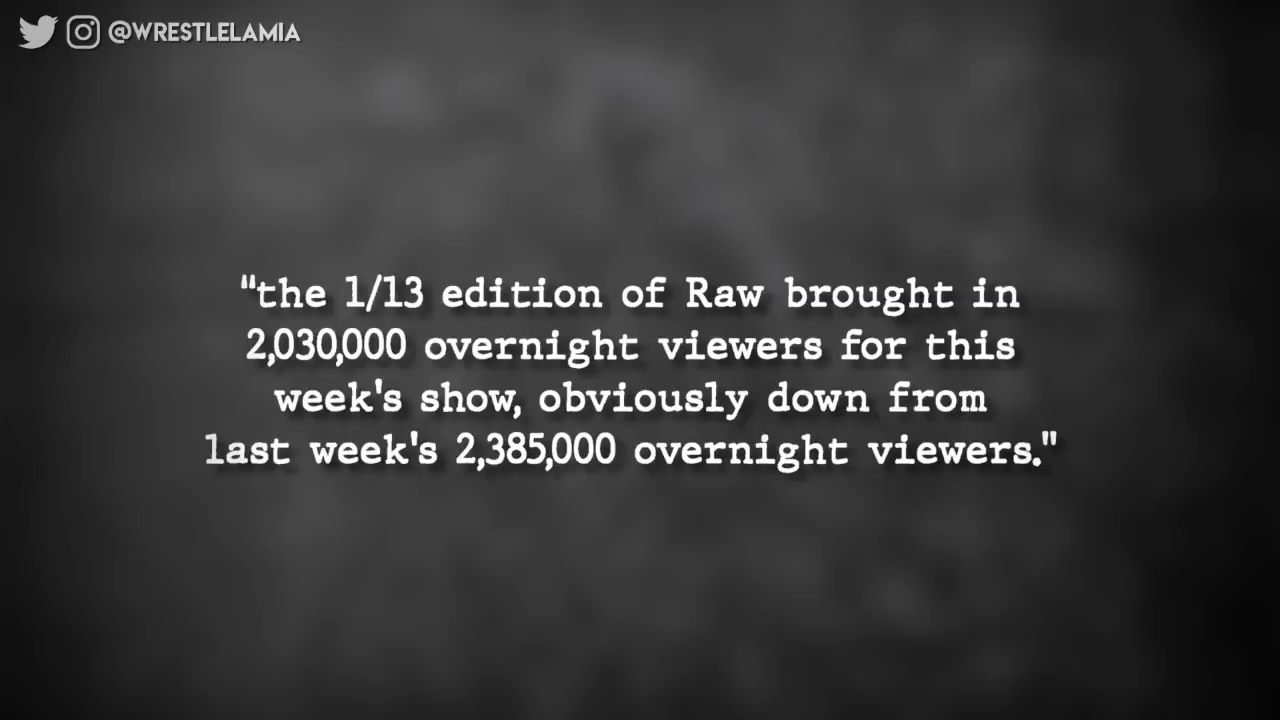 @WRESTLELAMIA
"the 1/13 edition of Raw brought in
2,030,000 overnight viewers for this
week's show, obviously down from
last week's 2,385,000 overnight viewers."